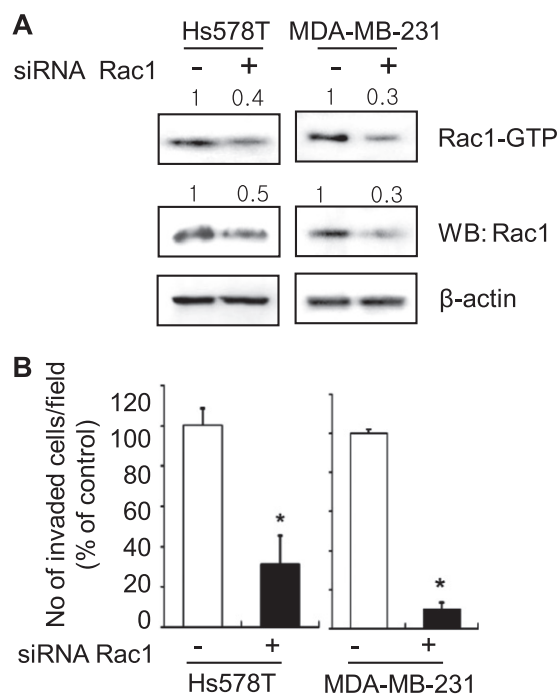 A
Hs578T MDA-MB-231
siRNA Rac1 - + - +
1 0.4 1 0.3
Rac1-GTP
1 0.5 1 0.3
WB: Rac1
β-actin
B
No of invaded cells/field
(% of control)
120
100
80
60
40
20
0
*
*
siRNA Rac1 - + - +
Hs578T MDA-MB-231